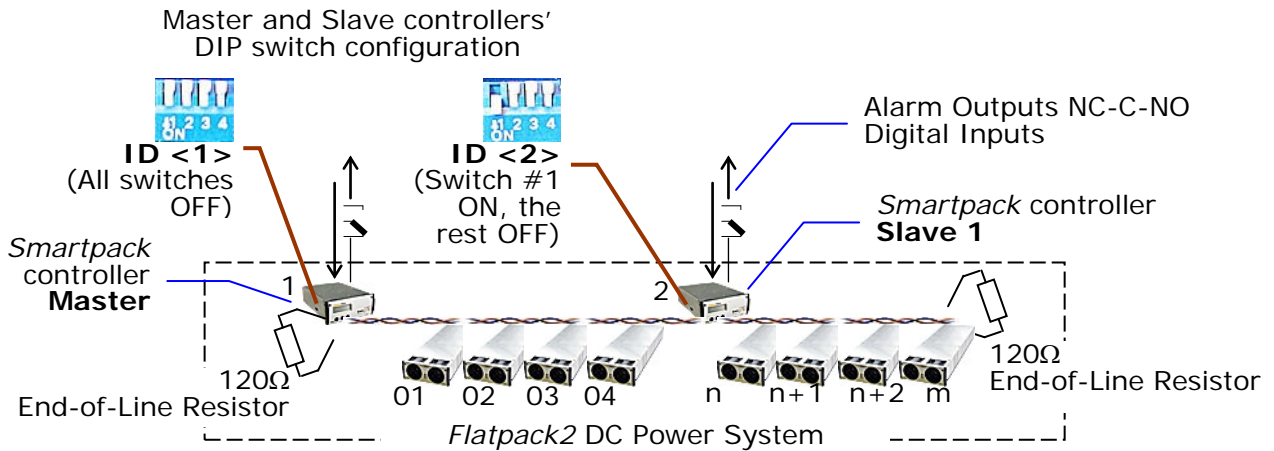 Master and Slave controllers'
DIP switch configuration
1 2 3 4
ON
ID <1>
(All switches
OFF)
1 2 3 4
ON
ID <2>
(Switch #1
ON, the
rest OFF)
Alarm Outputs NC-C-NO
Digital Inputs
Smartpack controller
Slave 1
Smartpack
controller
Master
1
2
120Ω
End-of-Line Resistor
01
02
03
04
n
n+1
n+2
m
120Ω
End-of-Line Resistor
Flatpack2 DC Power System